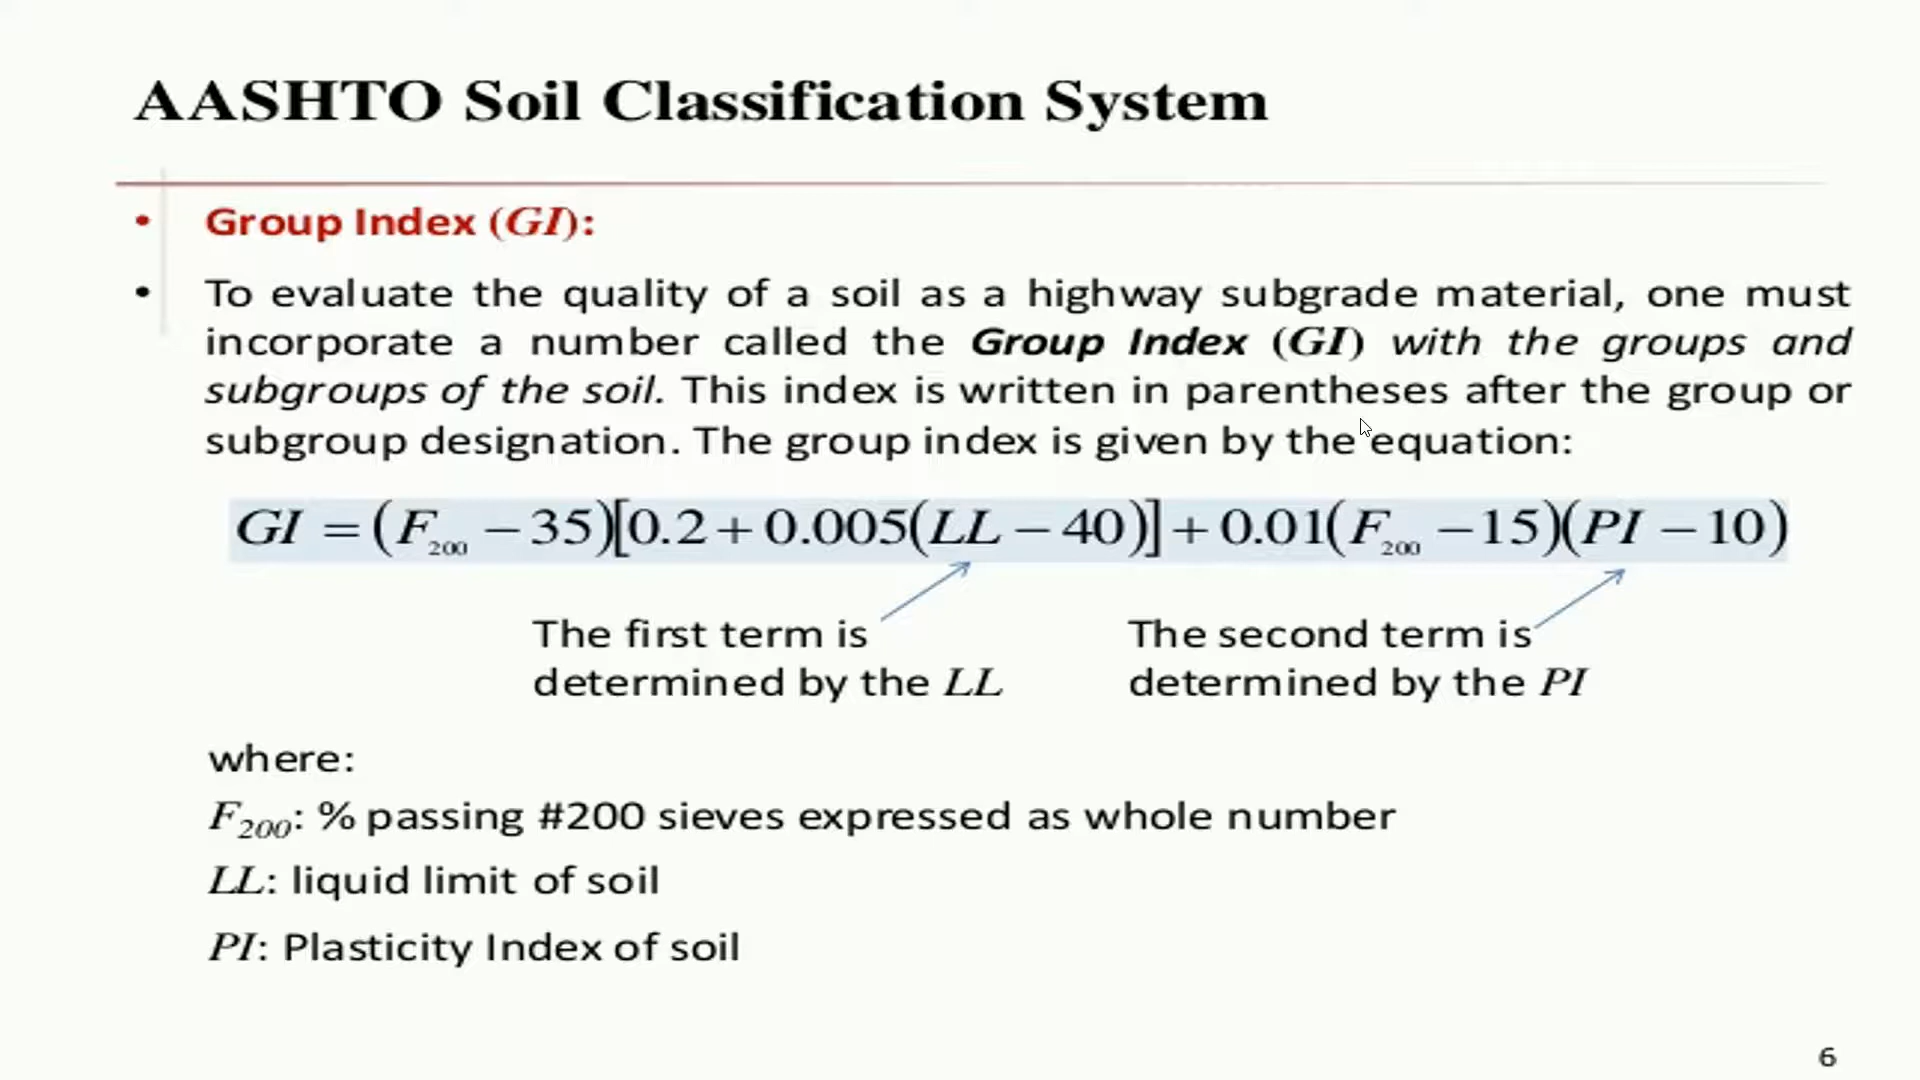 AASHTO Soil Classification System
• Group Index (GI):
• To evaluate the quality of a soil as a highway subgrade material, one must
incorporate a number called the Group Index (GI) with the groups and
subgroups of the soil. This index is written in parentheses after the group or
subgroup designation. The group index is given by the equation:
GI = (F₂₀₀ − 35)[0.2 + 0.005(LL − 40)] + 0.01(F₂₀₀ − 15)(PI − 10)
The first term is
determined by the LL
The second term is
determined by the PI
where:
F₂₀₀: % passing #200 sieves expressed as whole number
LL: liquid limit of soil
PI: Plasticity Index of soil
6